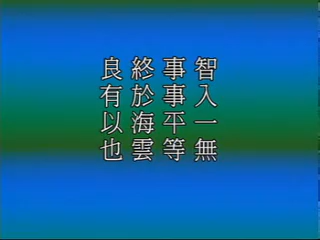 智入一無
事事平等
終於海雲
良有以也